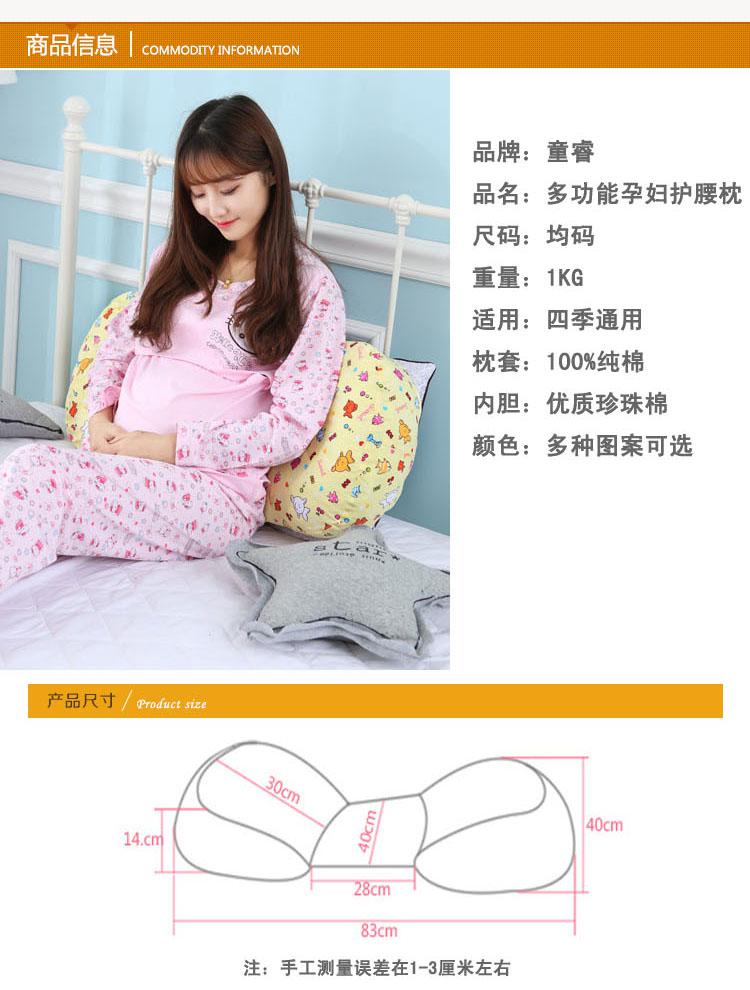 商品信息 COMMODITY INFORMATION
品牌：童睿
品名：多功能孕妇护腰枕
尺码：均码
重量：1KG
适用：四季通用
枕套：100%纯棉
内胆：优质珍珠棉
颜色：多种图案可选
star
产品尺寸 / Product size
30cm
14.cm
40cm
40cm
28cm
83cm
注：手工测量误差在1-3厘米左右